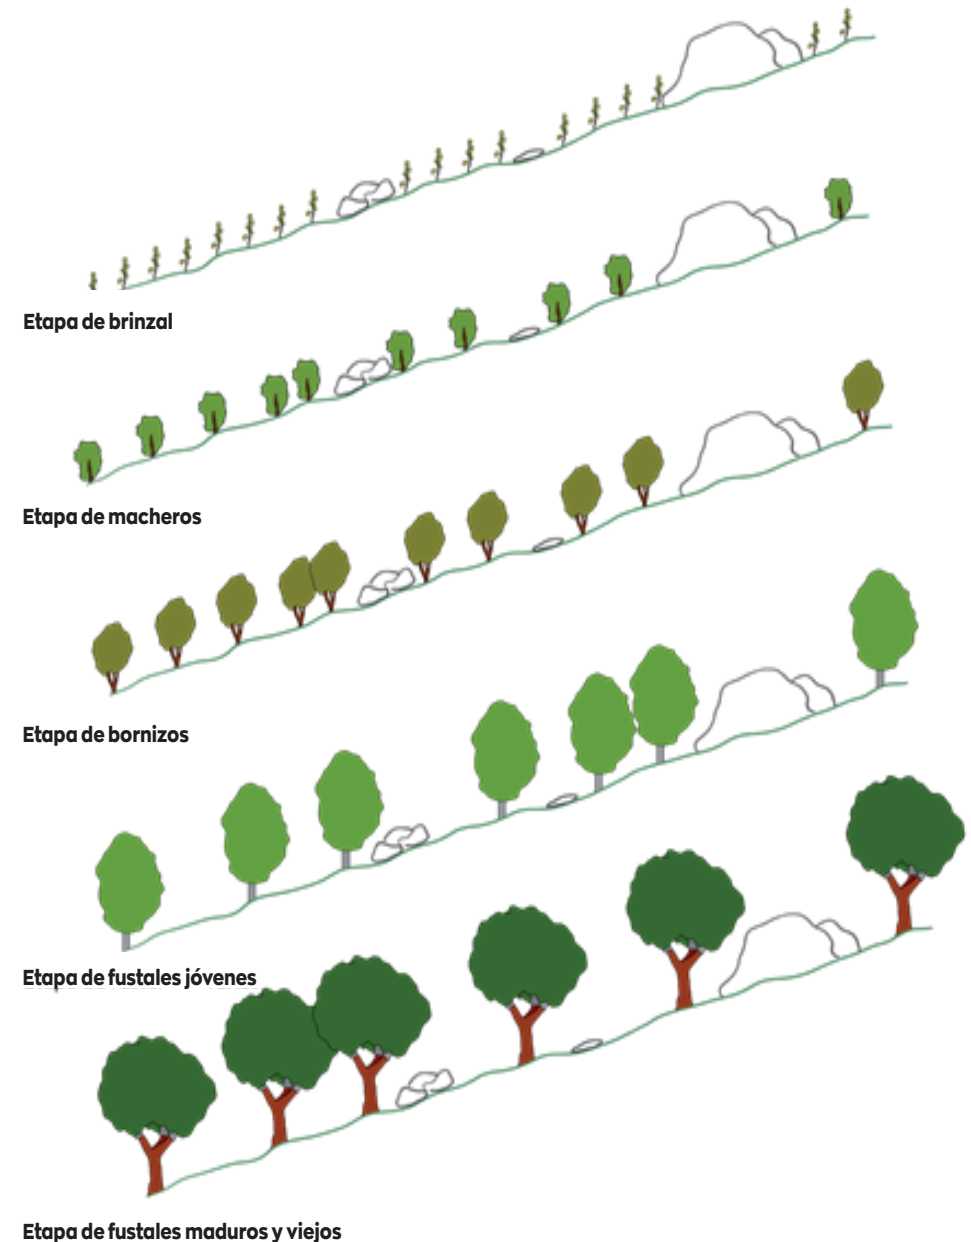 Etapa de brinzal
Etapa de macheros
Etapa de bornizos
Etapa de fustales jóvenes
Etapa de fustales maduros y viejos